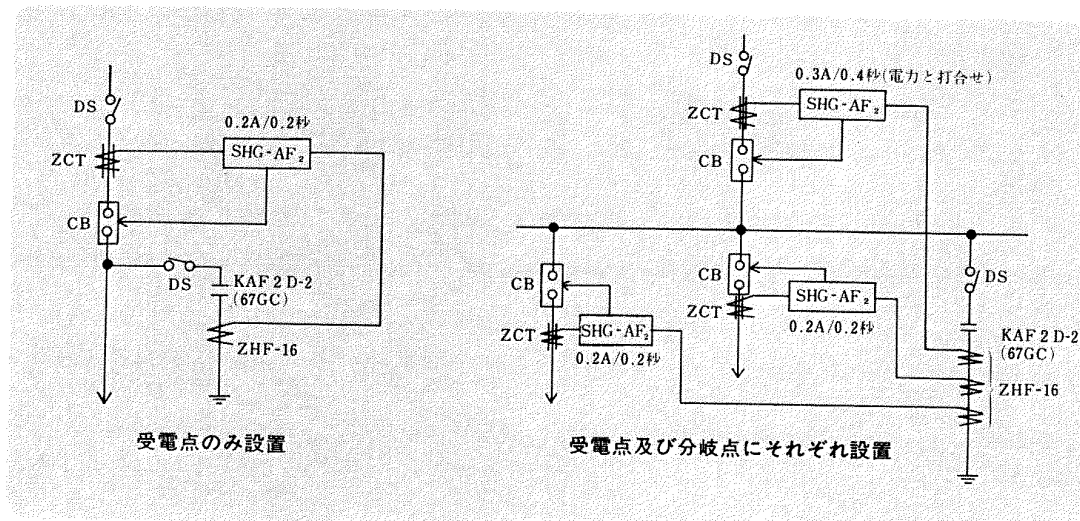 DS
0.2A/0.2秒
ZCT
SHG-AF₂
CB
DS
KAF 2 D-2
(67GC)
ZHF-16
受電点のみ設置
DS
0.3A/0.4秒(電力と打合せ)
ZCT
SHG-AF₂
CB
CB
CB
DS
SHG-AF₂
ZCT
0.2A/0.2秒
ZCT
SHG-AF₂
0.2A/0.2秒
KAF 2 D-2
(67GC)
ZHF-16
受電点及び分岐点にそれぞれ設置